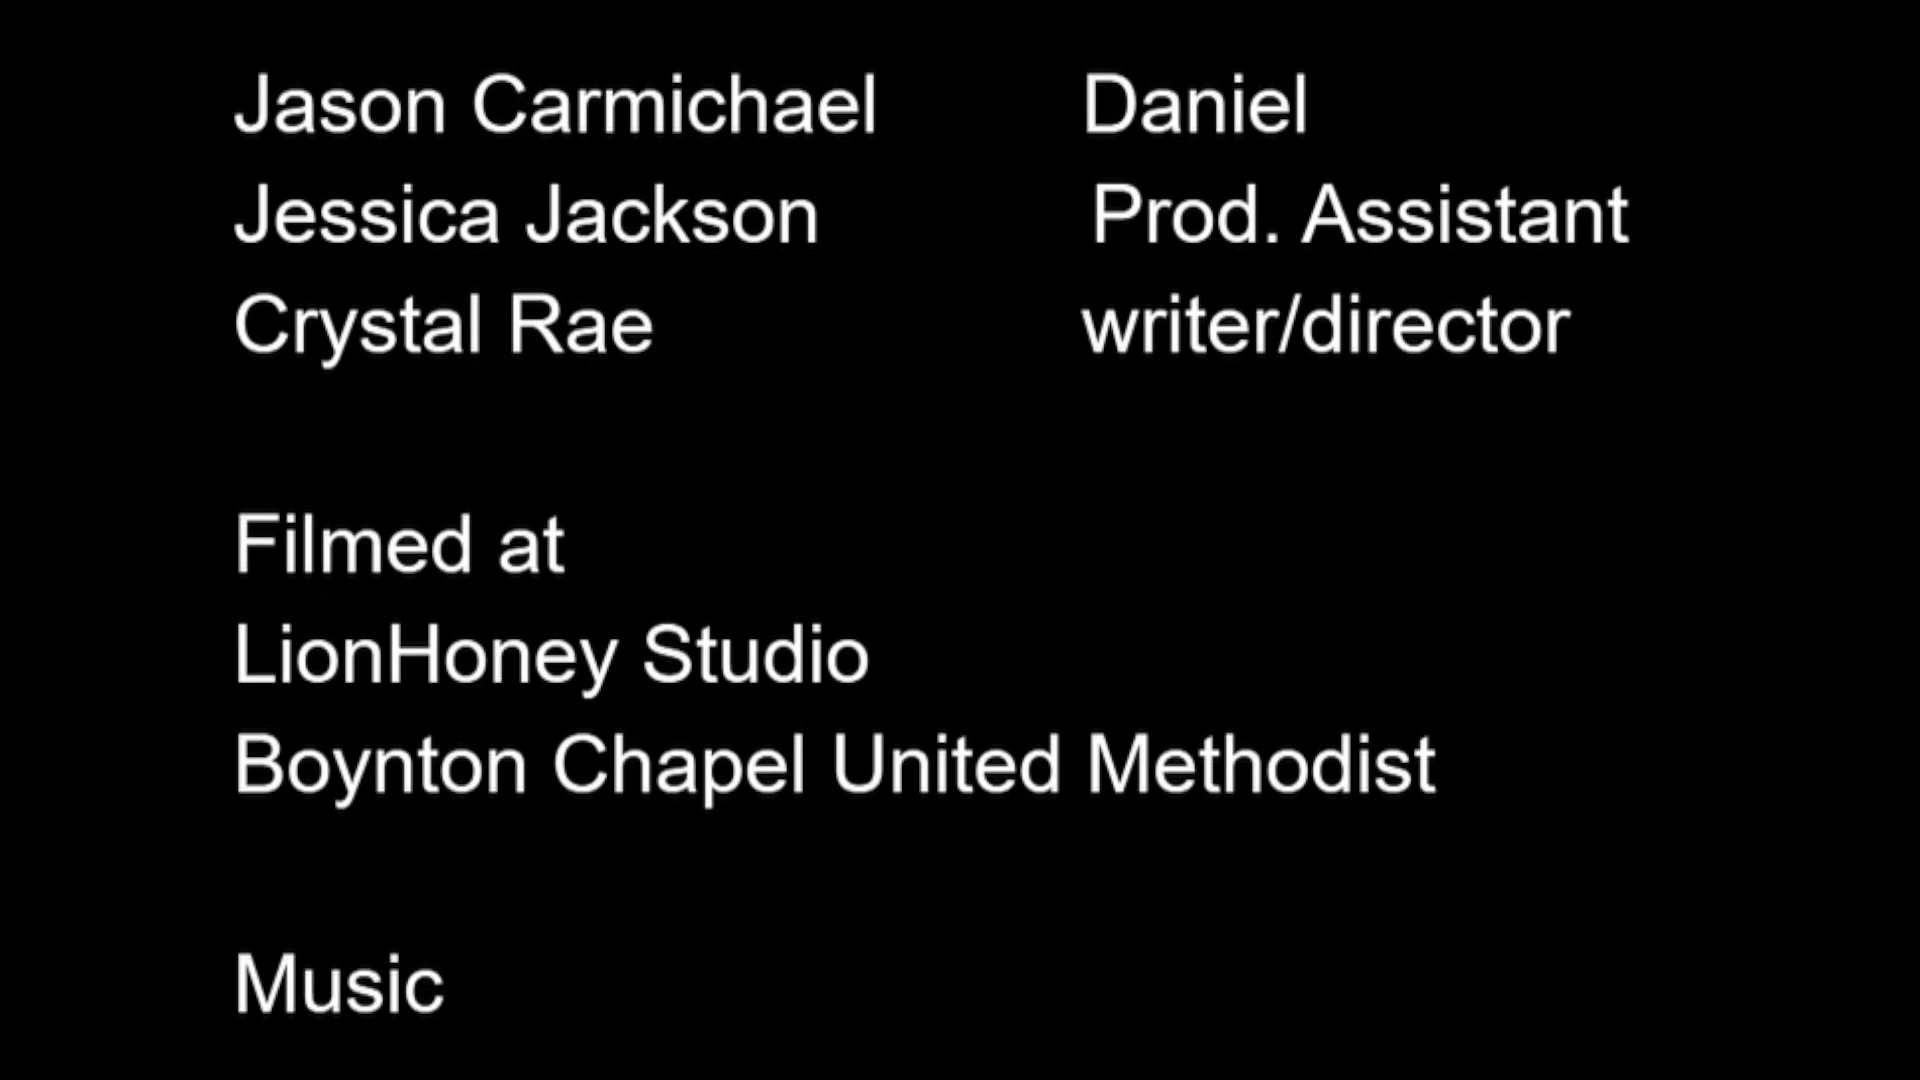 Jason Carmichael Daniel
Jessica Jackson Prod. Assistant
Crystal Rae writer/director
Filmed at
LionHoney Studio
Boynton Chapel United Methodist
Music